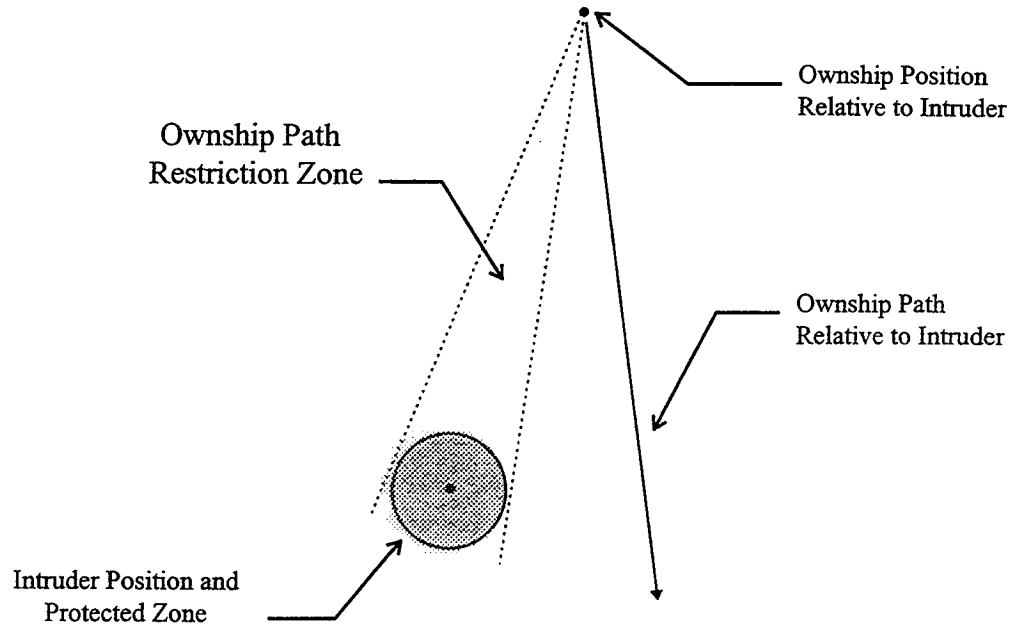 Ownship Position
Relative to Intruder
Ownship Path
Restriction Zone
Ownship Path
Relative to Intruder
Intruder Position and
Protected Zone